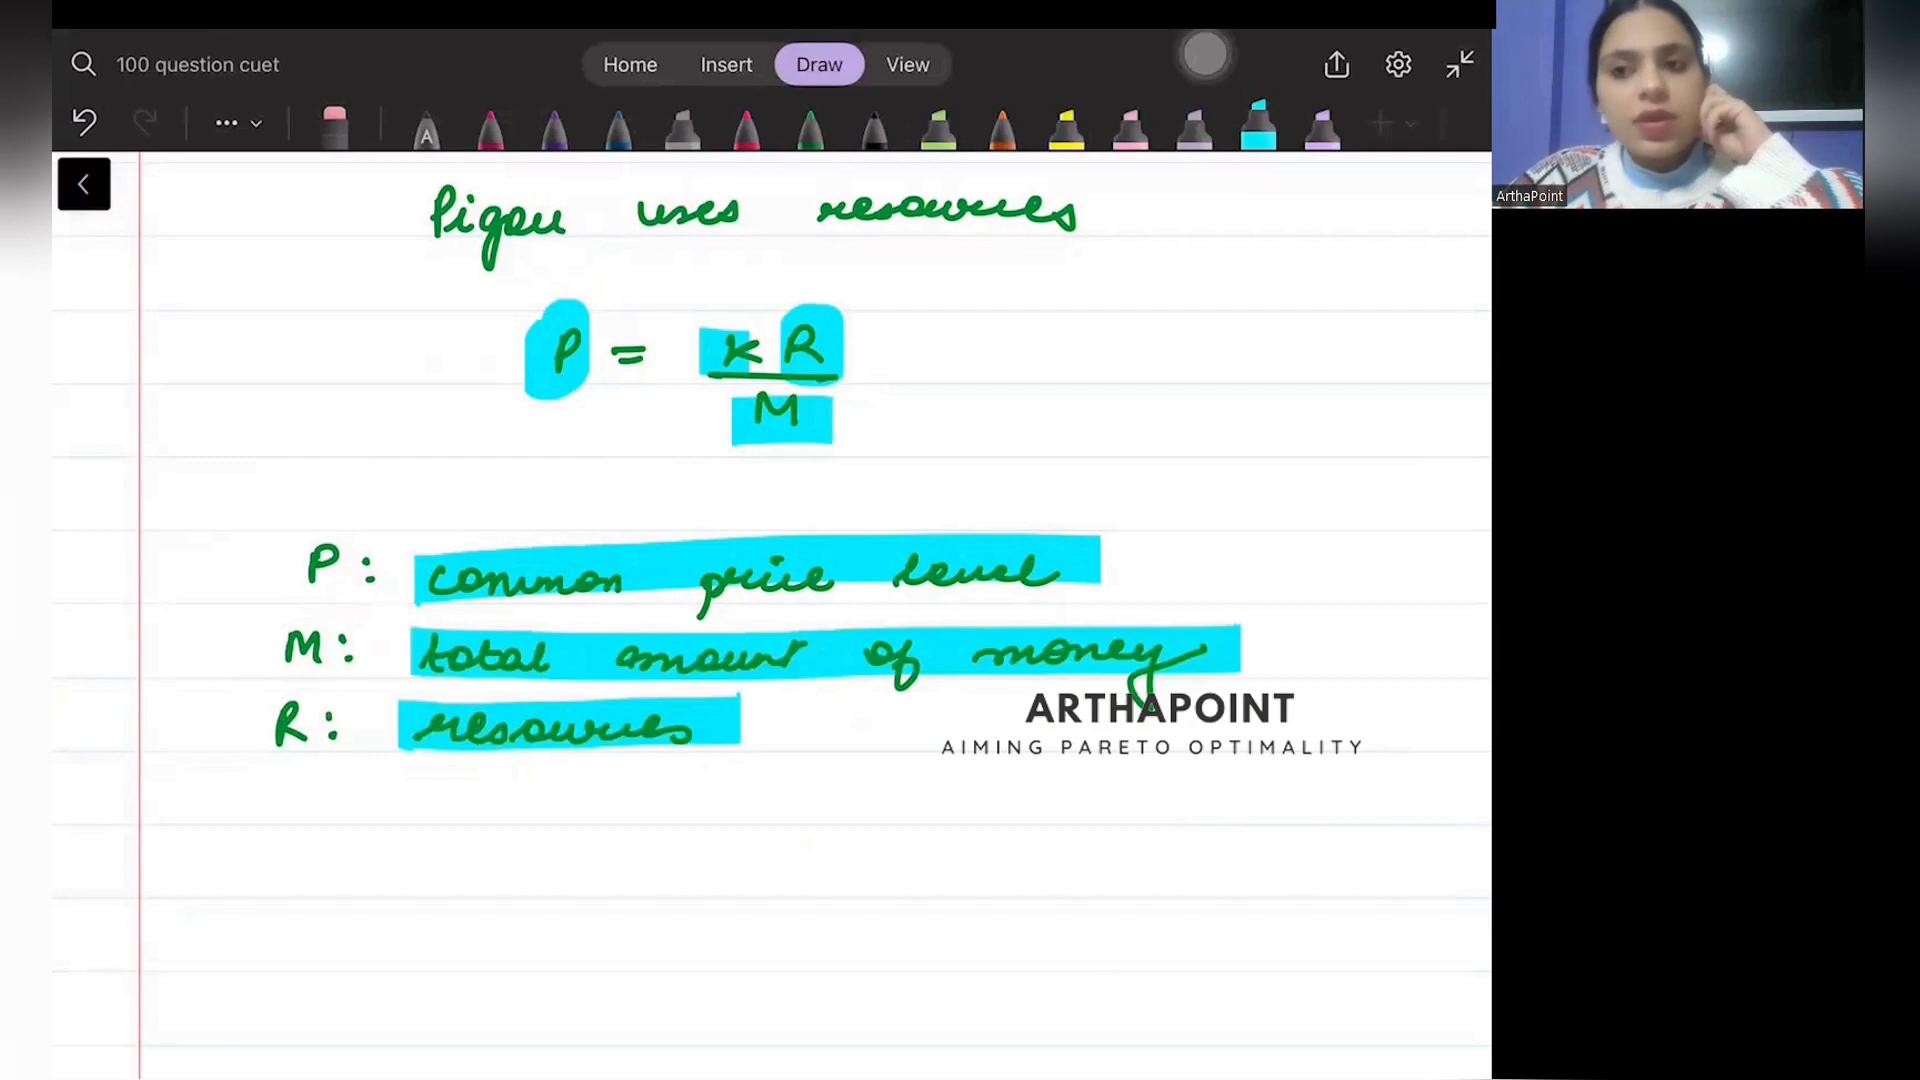 100 question cuet
Home Insert Draw View
A
ArthaPoint
Pigou uses resources
P = K R
M
P : common price level
M : total amount of money
R : resources
ARTHAPOINT
AIMING PARETO OPTIMALITY